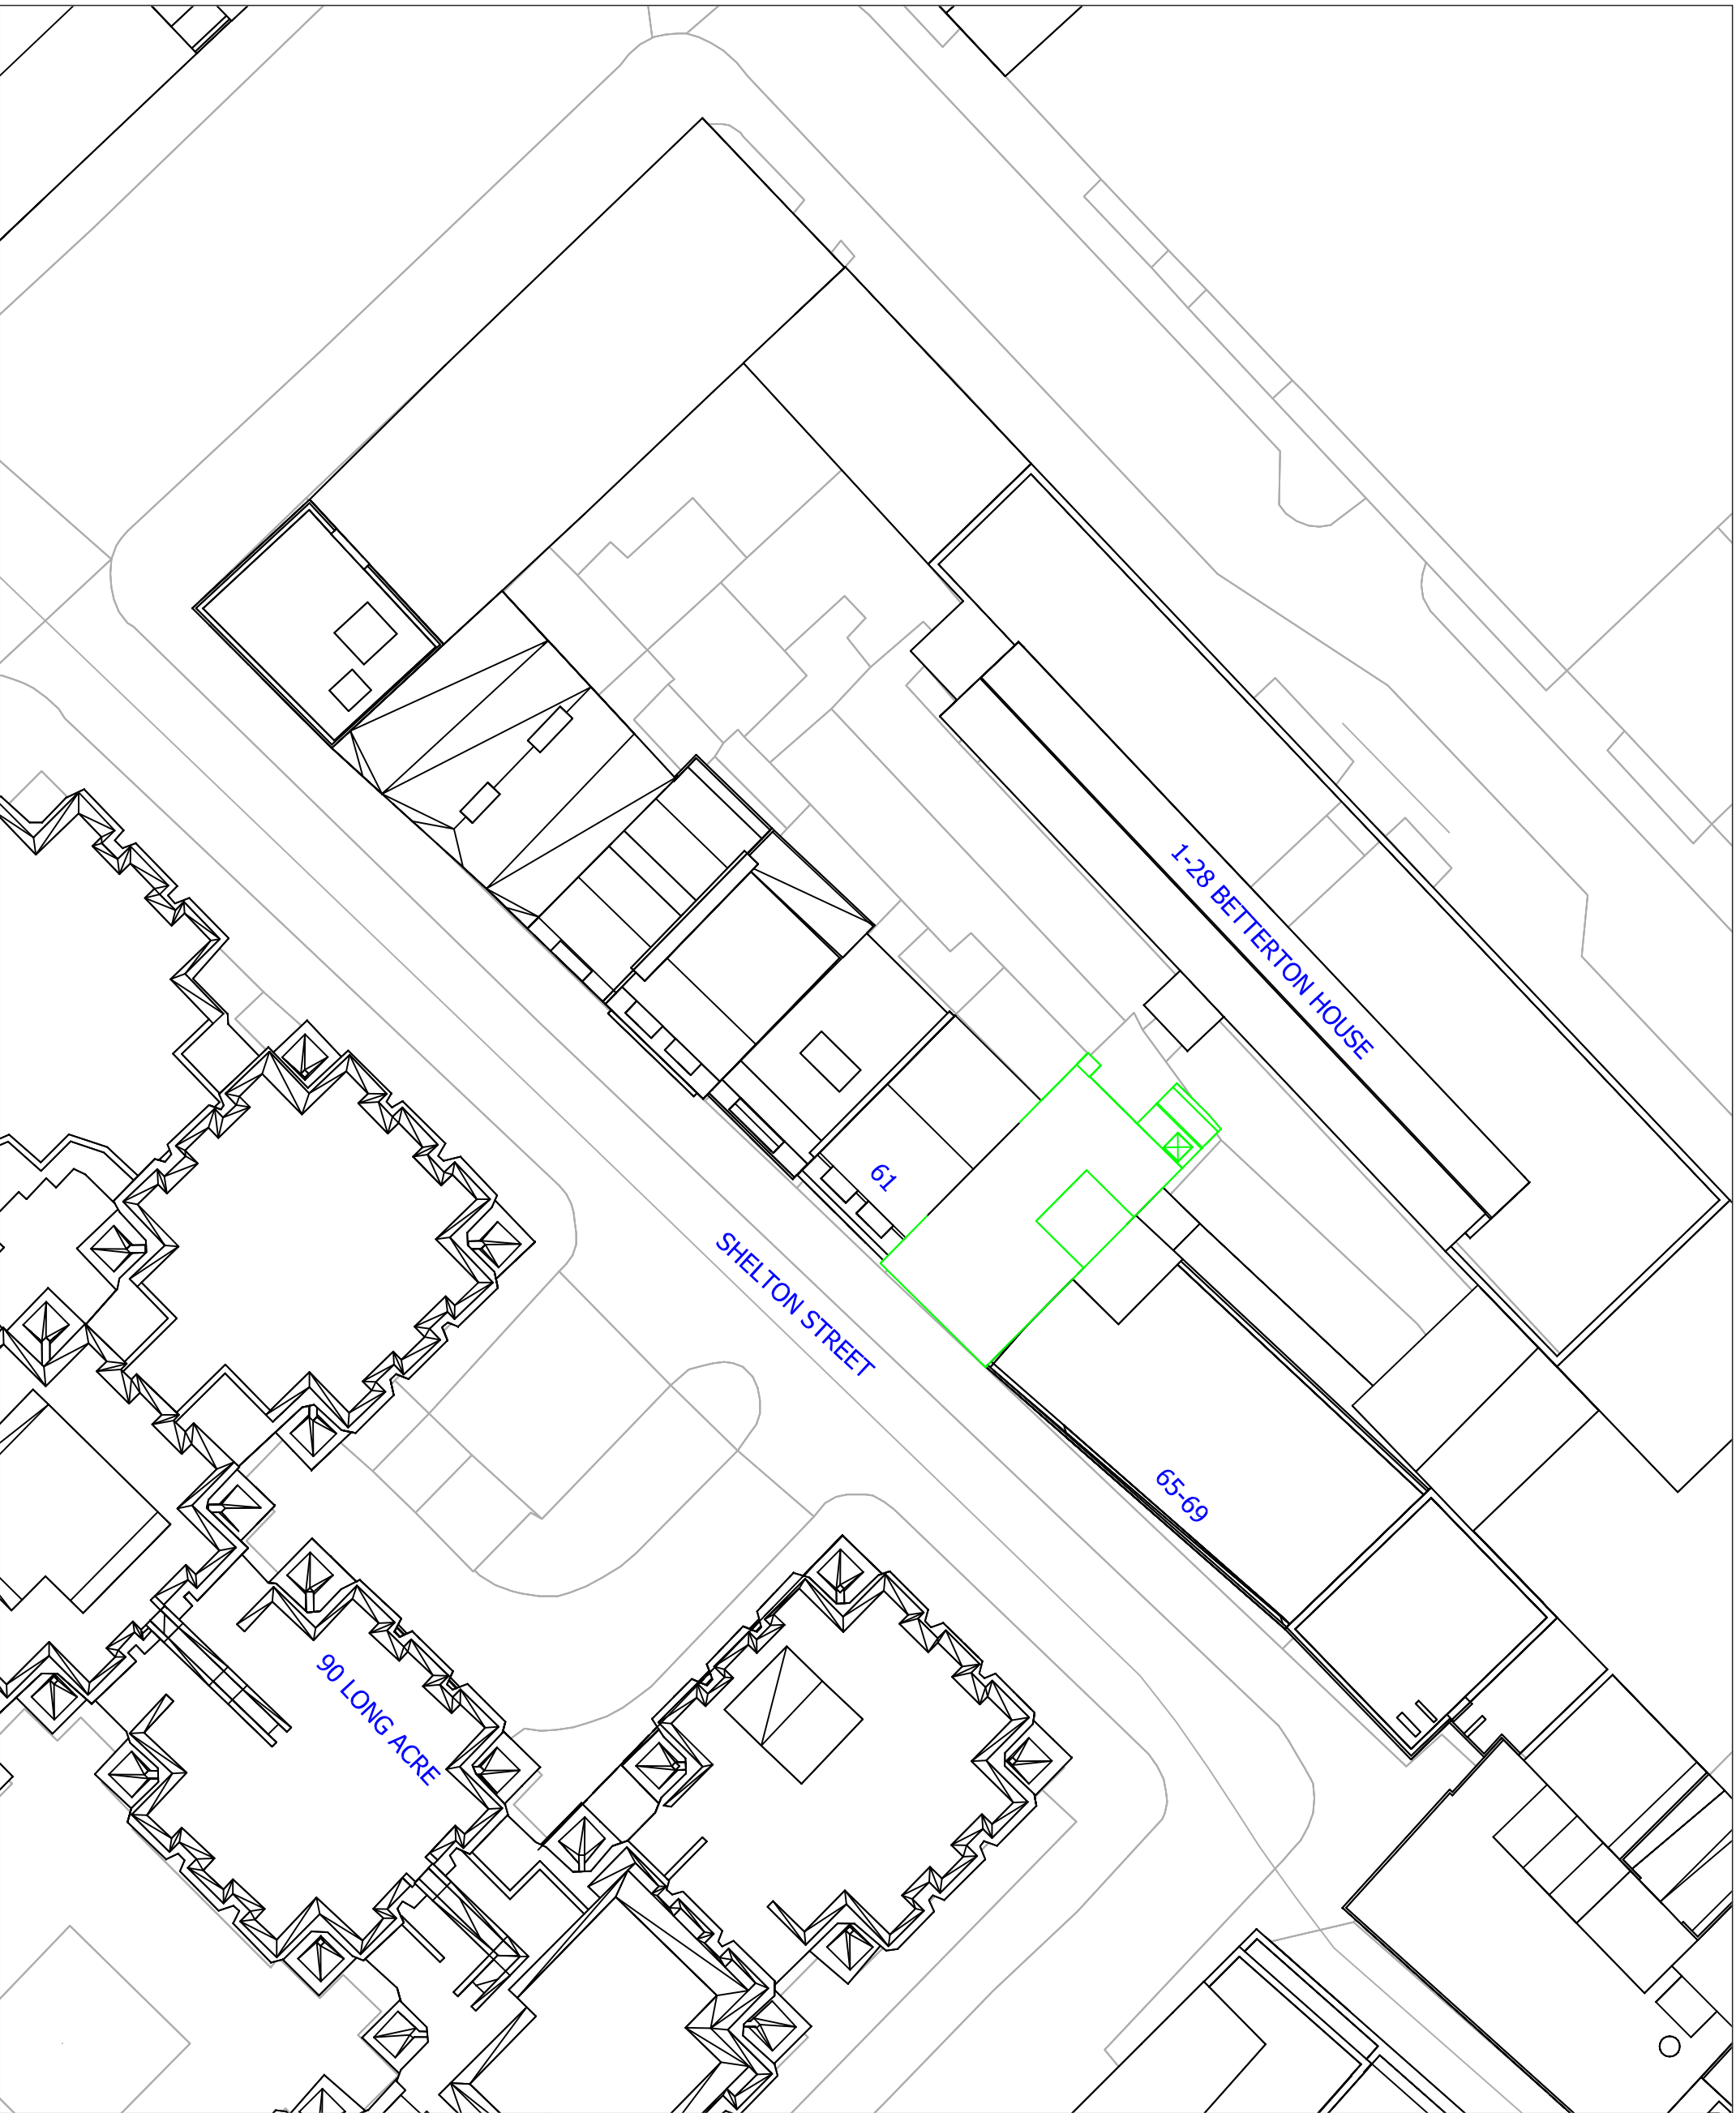 1-28 BETTERTON HOUSE
61
SHELTON STREET
65-69
90 LONG ACRE